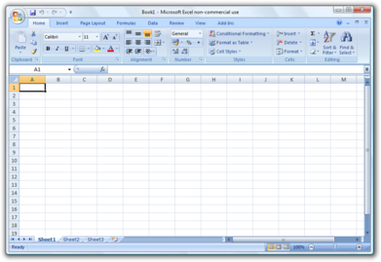 Book1 - Microsoft Excel non-commercial use
Home Insert Page Layout Formulas Data Review View Add-Ins
Paste Calibri 11 General Conditional Formatting Insert
Format as Table Delete Sort & Filter Find & Select
Cell Styles Format
Clipboard Font Alignment Number Styles Cells Editing
A1 fx
A B C D E F G H I J K L M
1
2
3
4
5
6
7
8
9
10
11
12
13
14
15
16
17
18
19
Sheet1 Sheet2 Sheet3
Ready 100%